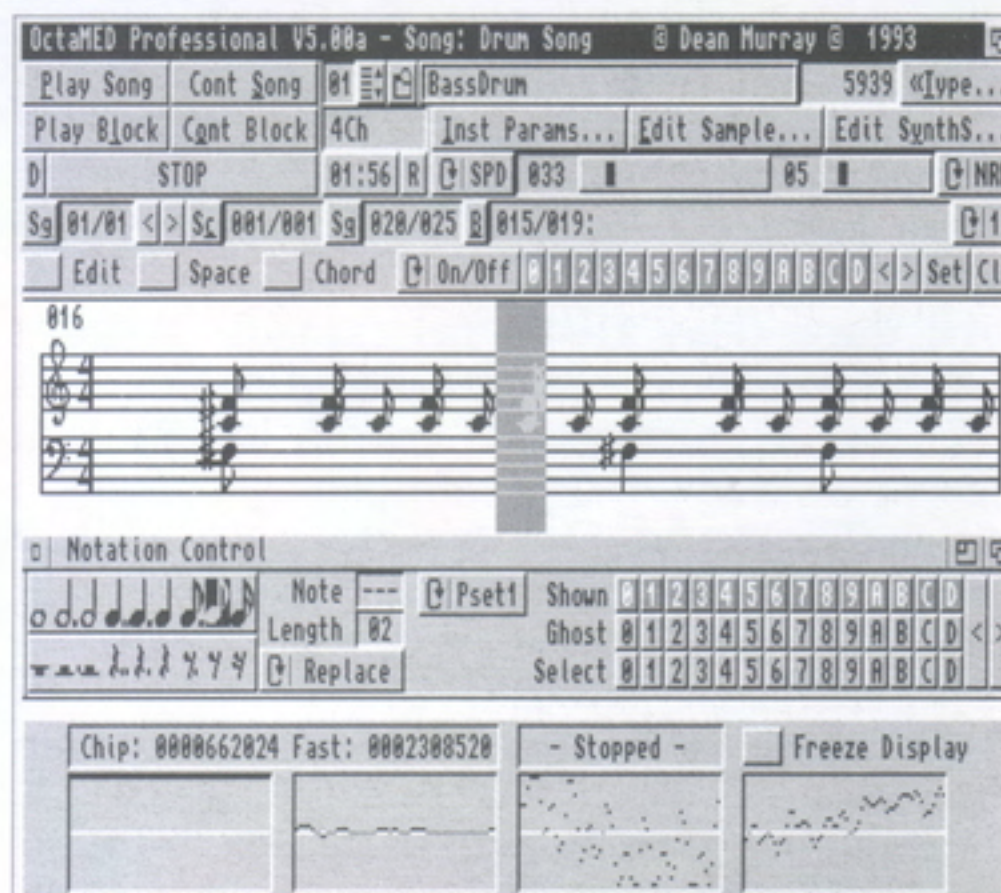 OctaMED Professional V5.00a - Song: Drum Song © Dean Murray © 1993
Play Song Cont Song 01 BassDrum 5939 «Type...
Play Block Cont Block 4Ch Inst Params... Edit Sample... Edit SynthS...
D STOP 01:56 R SPD 033 05 NR
Sg 01/01 < > Sc 001/001 Sg 020/025 B 015/019: 1
Edit Space Chord On/Off 0 1 2 3 4 5 6 7 8 9 A B C D < > Set Cl
016
Notation Control
Note --- Pset1 Shown 0 1 2 3 4 5 6 7 8 9 A B C D
Length 02 Ghost 0 1 2 3 4 5 6 7 8 9 A B C D <
Replace Select 0 1 2 3 4 5 6 7 8 9 A B C D
Chip: 0000662024 Fast: 0002308520 - Stopped - Freeze Display